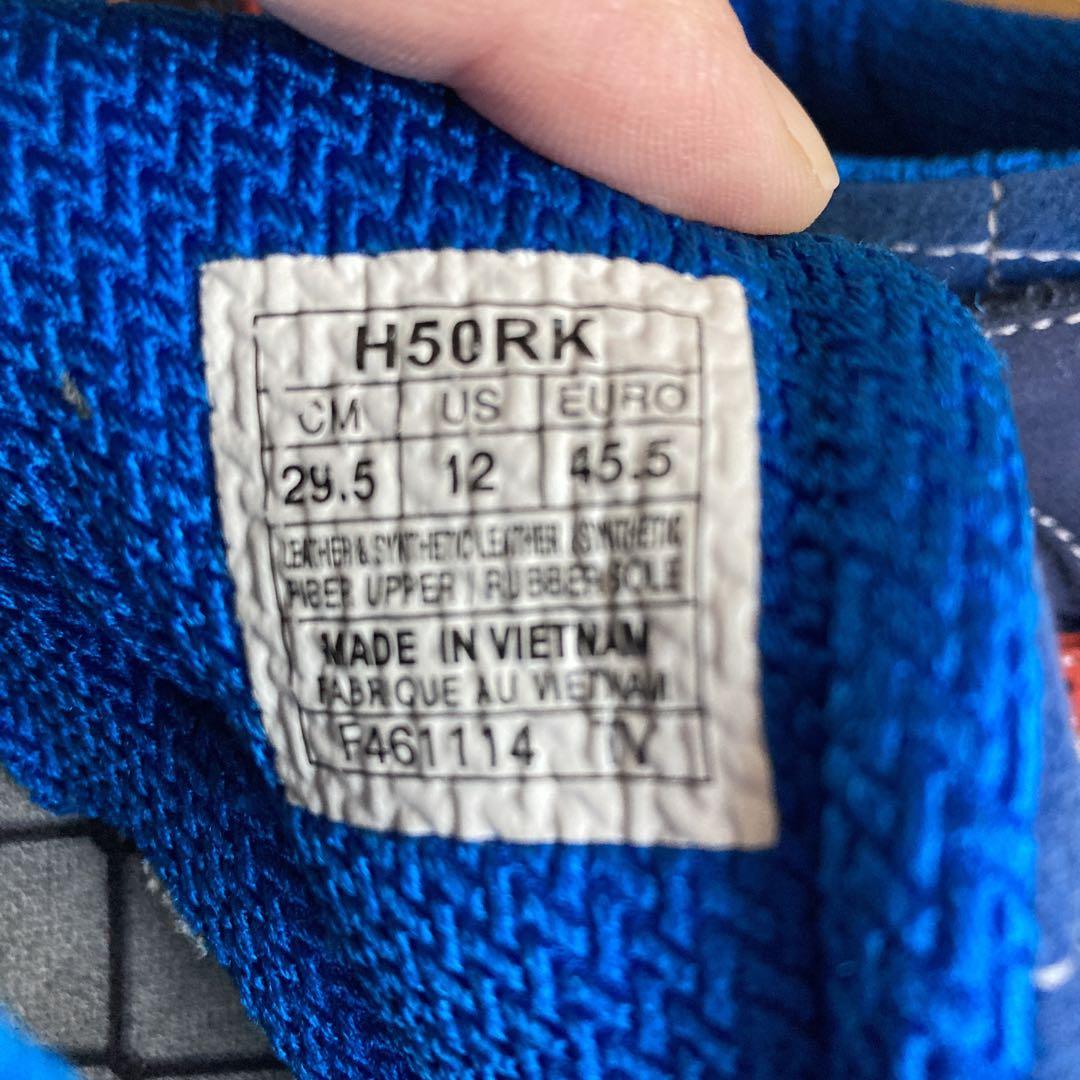 H50RK
CM US EURO
29.5 12 45.5
LEATHER & SYNTHETIC LEATHER / SYNTHETIC
FIBER UPPER / RUBBER SOLE
MADE IN VIETNAM
FABRIQUE AU VIETNAM
F461114 IV